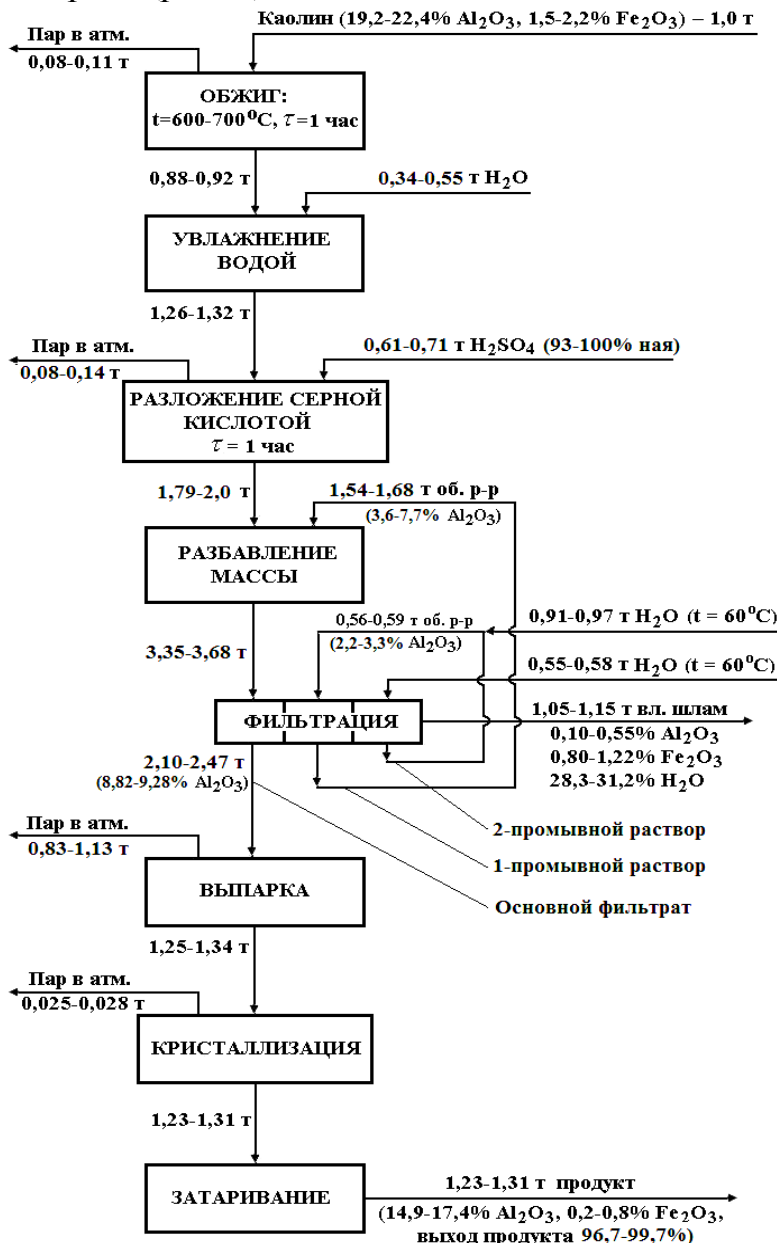 Каолин (19,2-22,4% Al2O3, 1,5-2,2% Fe2O3) – 1,0 т
Пар в атм.
0,08-0,11 т
ОБЖИГ:
t=600-700°C, τ =1 час
0,88-0,92 т
0,34-0,55 т H2O
УВЛАЖНЕНИЕ
ВОДОЙ
1,26-1,32 т
Пар в атм.
0,08-0,14 т
0,61-0,71 т H2SO4 (93-100% ная)
РАЗЛОЖЕНИЕ СЕРНОЙ
КИСЛОТОЙ
τ = 1 час
1,79-2,0 т
1,54-1,68 т об. р-р
(3,6-7,7% Al2O3)
РАЗБАВЛЕНИЕ
МАССЫ
3,35-3,68 т
0,56-0,59 т об. р-р
(2,2-3,3% Al2O3)
0,91-0,97 т H2O (t = 60°C)
0,55-0,58 т H2O (t = 60°C)
ФИЛЬТРАЦИЯ
1,05-1,15 т вл. шлам
0,10-0,55% Al2O3
0,80-1,22% Fe2O3
28,3-31,2% H2O
2,10-2,47 т
(8,82-9,28% Al2O3)
2-промывной раствор
1-промывной раствор
Основной фильтрат
Пар в атм.
0,83-1,13 т
ВЫПАРКА
1,25-1,34 т
Пар в атм.
0,025-0,028 т
КРИСТАЛЛИЗАЦИЯ
1,23-1,31 т
ЗАТАРИВАНИЕ
1,23-1,31 т продукт
(14,9-17,4% Al2O3, 0,2-0,8% Fe2O3,
выход продукта 96,7-99,7%)